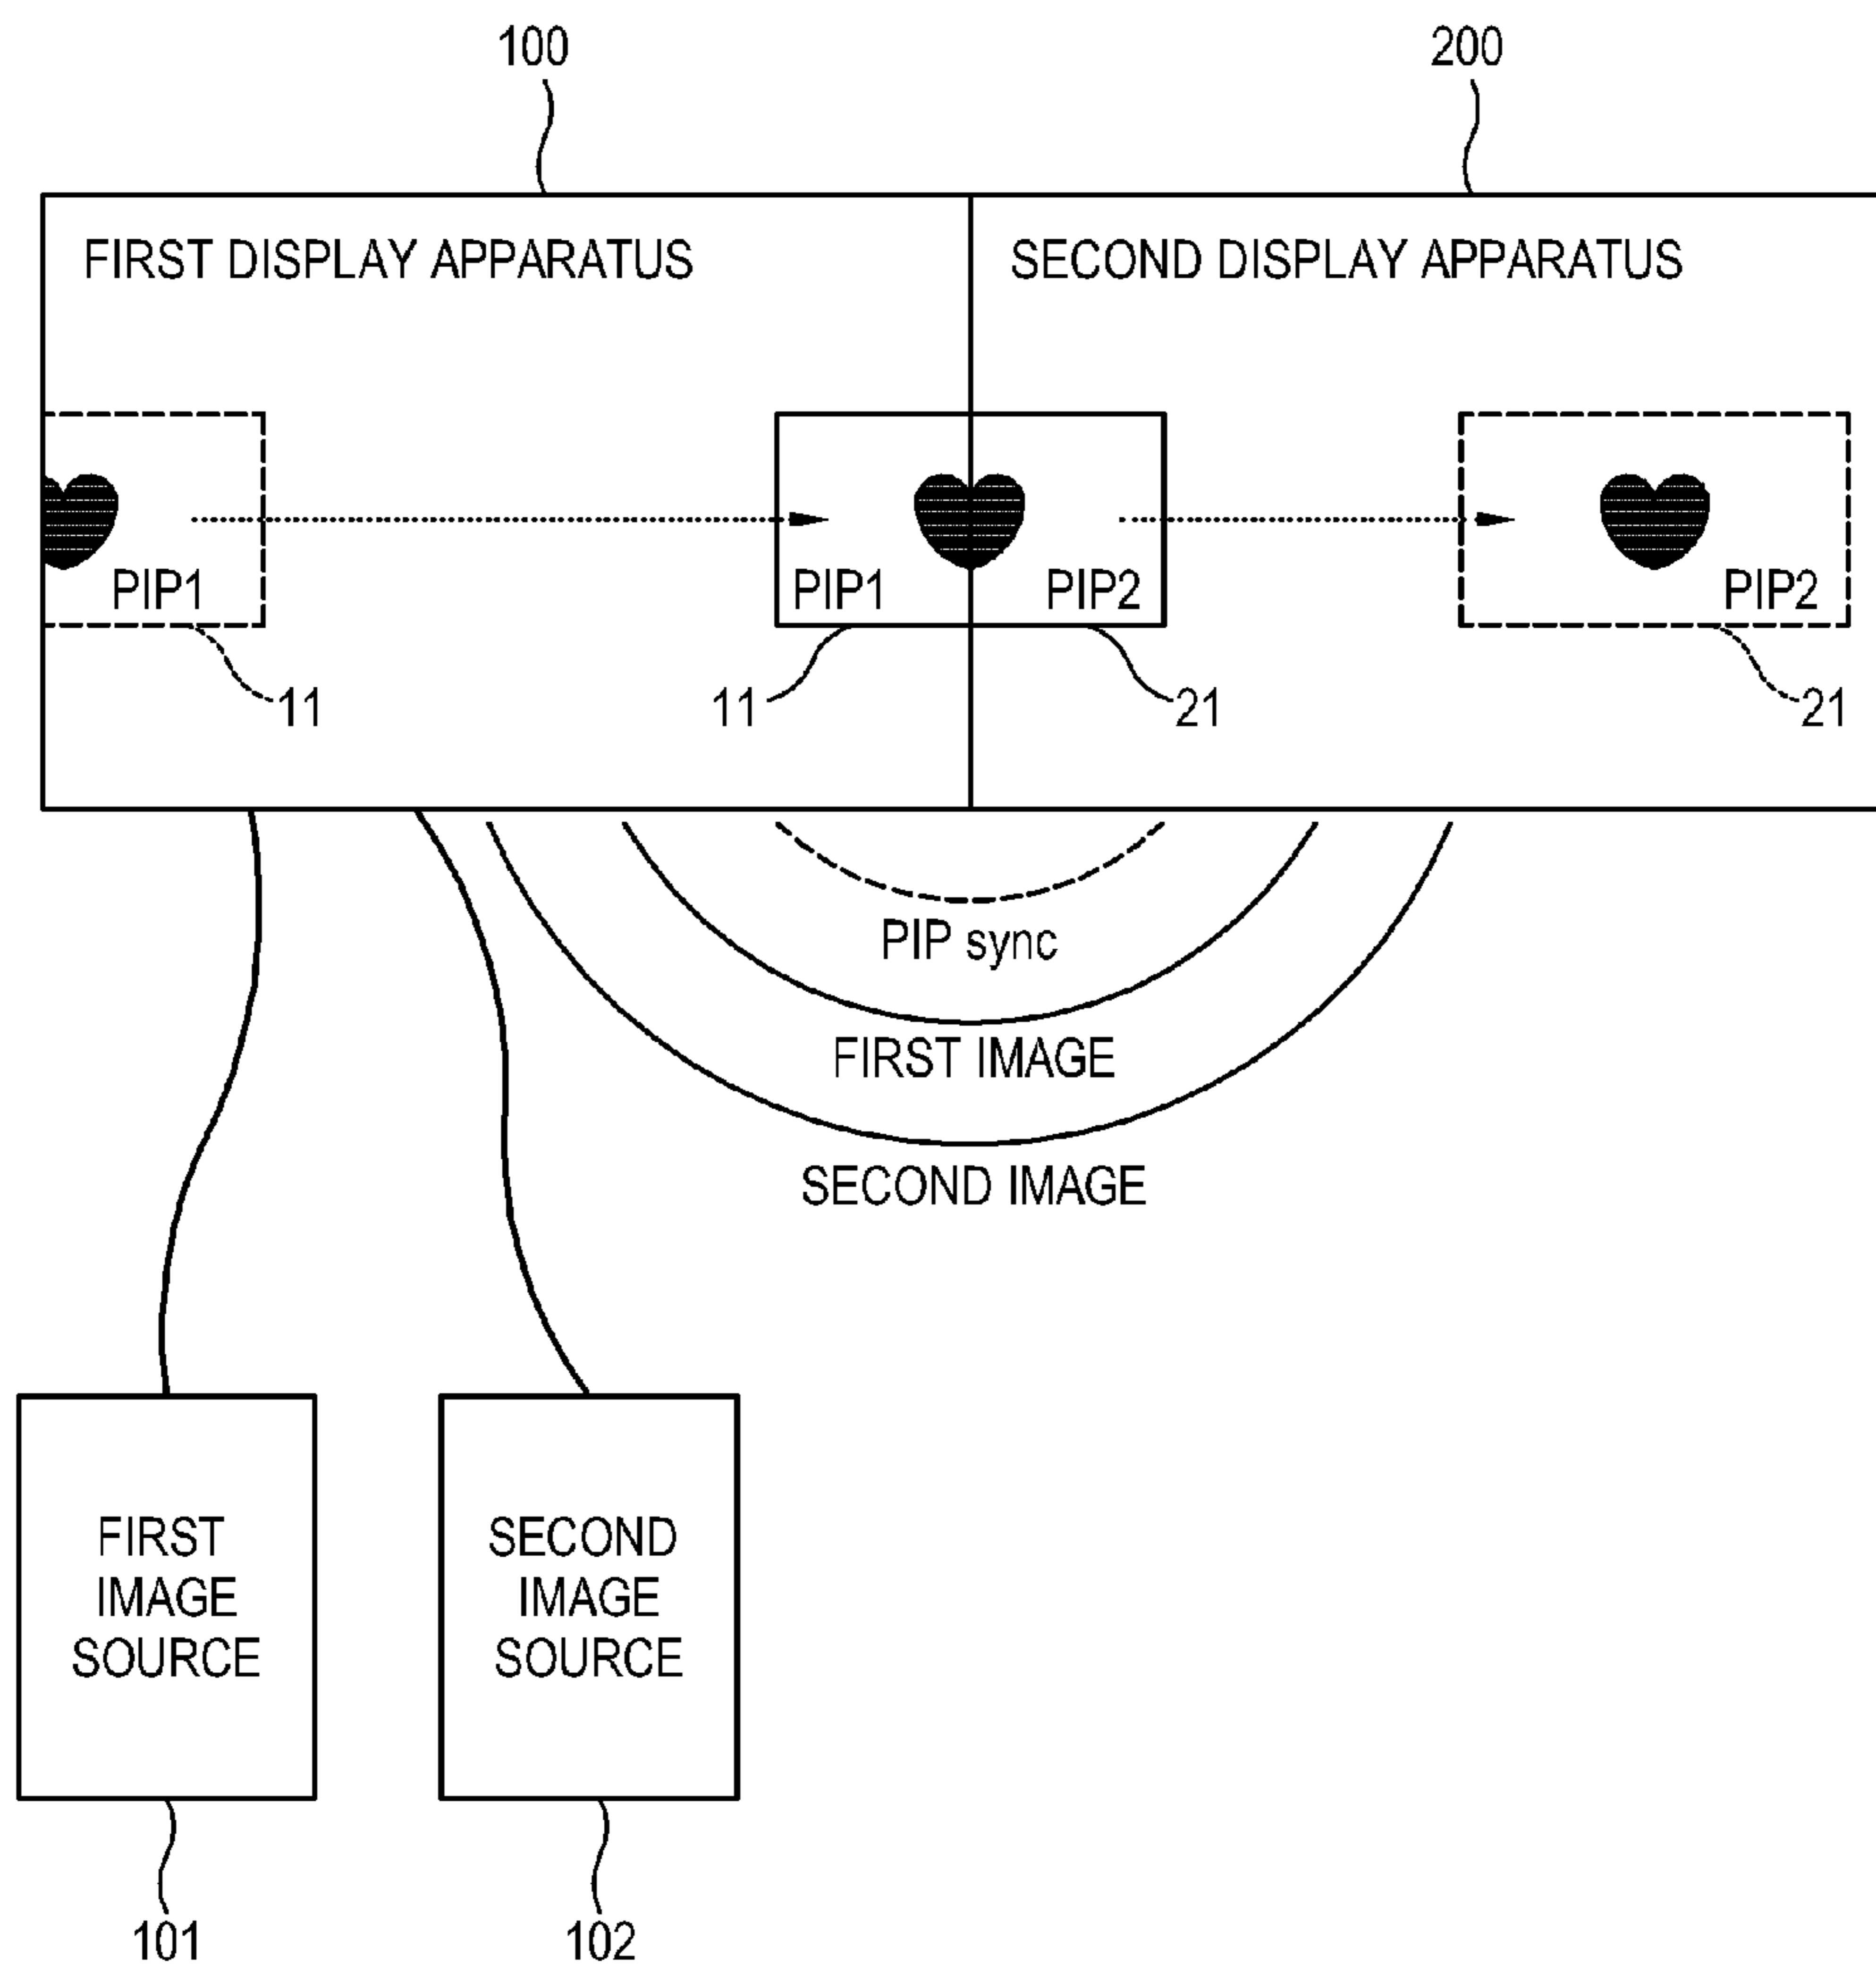 100
200
FIRST DISPLAY APPARATUS
SECOND DISPLAY APPARATUS
PIP1
PIP1
PIP2
PIP2
11
11
21
21
PIP sync
FIRST IMAGE
SECOND IMAGE
FIRST
IMAGE
SOURCE
SECOND
IMAGE
SOURCE
101
102